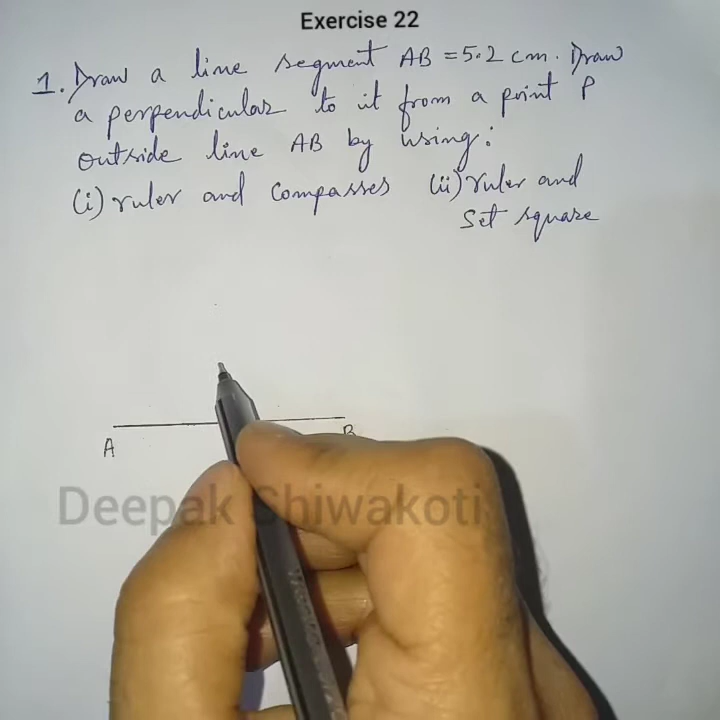 Exercise 22
1. Draw a line segment AB = 5.2 cm. Draw
a perpendicular to it from a point P
outside line AB by using:
(i) ruler and compasses (ii) ruler and
set square
A B
Deepak Shiwakoti